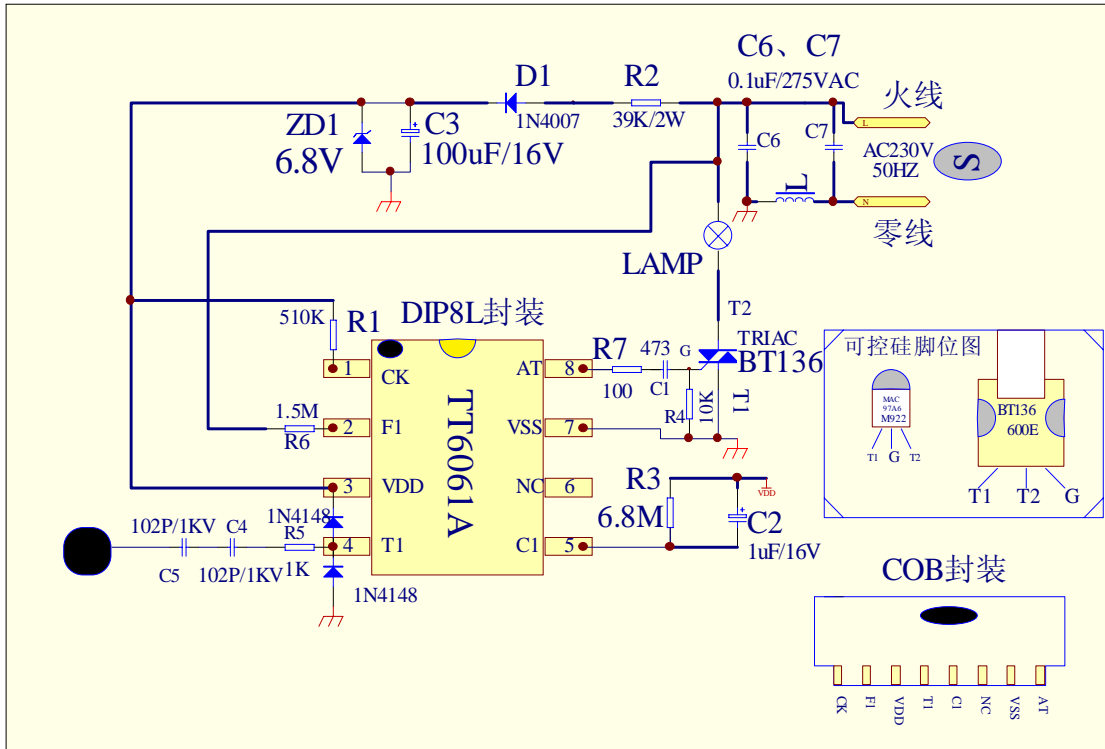 C6、C7
0.1uF/275VAC
D1
1N4007
R2
39K/2W
ZD1
6.8V
C3
+
100uF/16V
C6
C7
L
火线
L
AC230V
50HZ
S
N
零线
LAMP
T2
TRIAC
BT136
T1
G
510K
R1
DIP8L封装
TT6061A
1
CK
1.5M
R6
2
F1
3
VDD
4
T1
AT
8
VSS
7
NC
6
C1
5
R7
100
473
C1
R4
10K
R3
6.8M
VDD
+
C2
1uF/16V
1N4148
102P/1KV
C4
R5
C5
102P/1KV
1K
1N4148
可控硅脚位图
MAC
97A6
M922
T1
G
T2
BT136
600E
T1
T2
G
COB封装
CK
F1
VDD
T1
C1
NC
VSS
AT